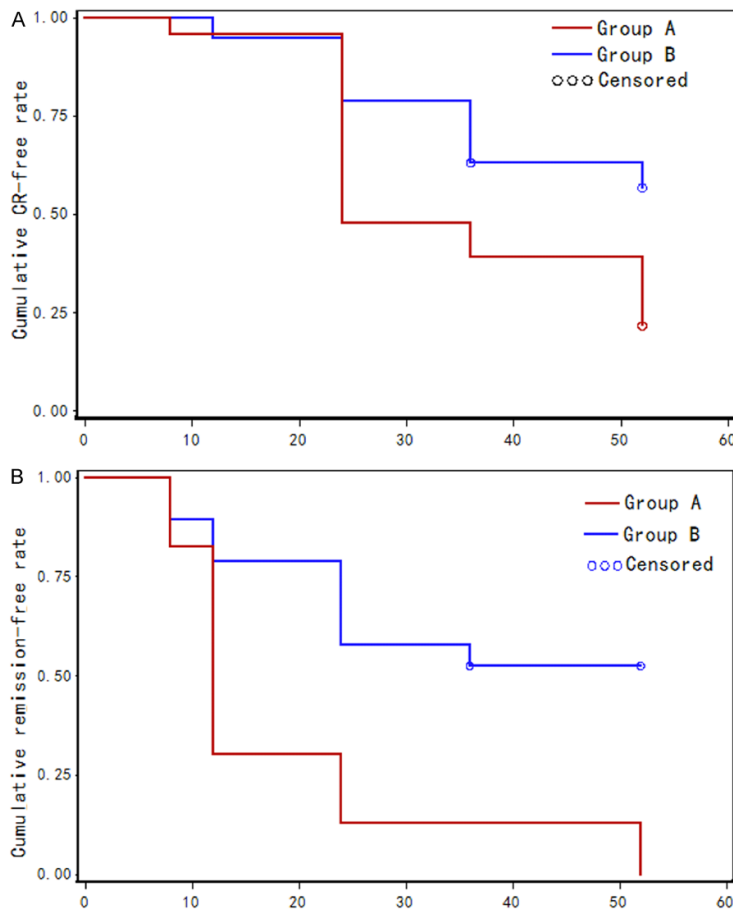 A
Cumulative CR-free rate
1.00
0.75
0.50
0.25
0.00
Group A
Group B
Censored
0 10 20 30 40 50 60
B
Cumulative remission-free rate
1.00
0.75
0.50
0.25
0.00
Group A
Group B
Censored
0 10 20 30 40 50 60